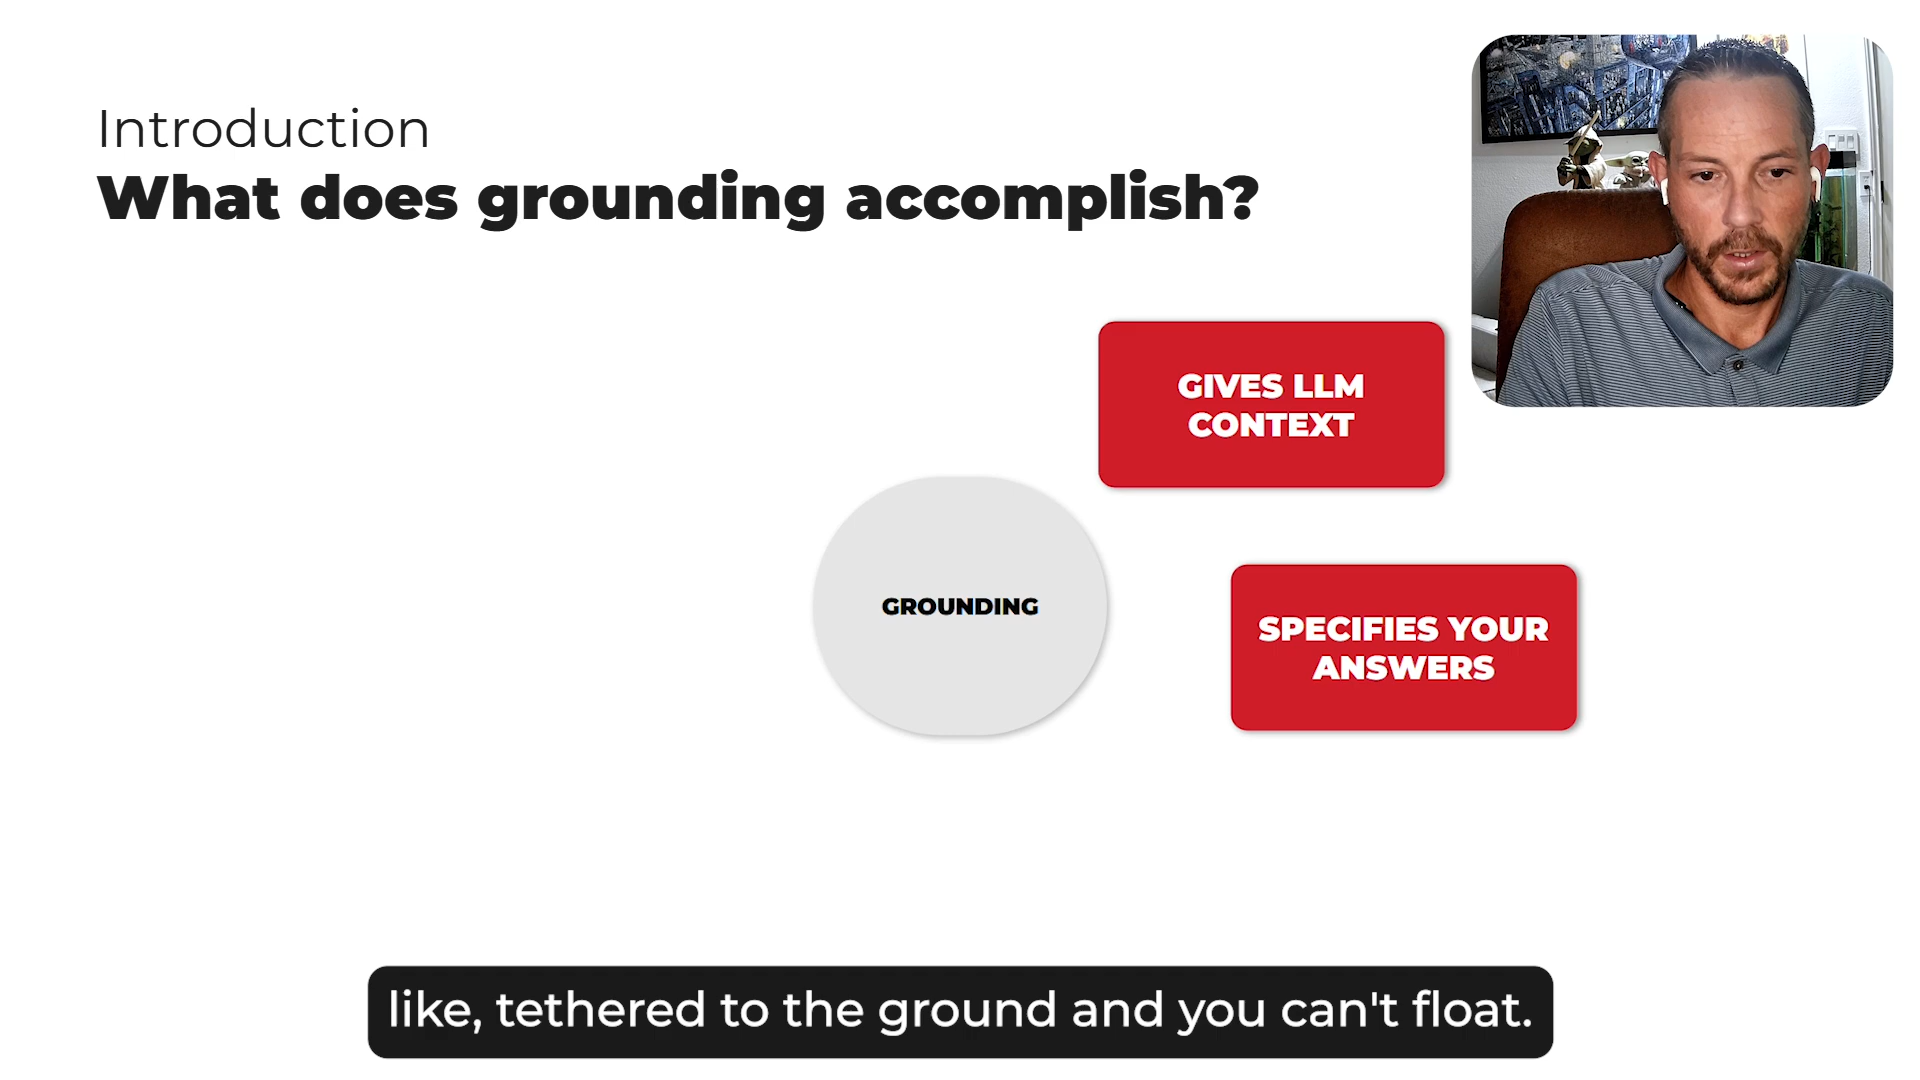 Introduction
What does grounding accomplish?
GIVES LLM
CONTEXT
GROUNDING
SPECIFIES YOUR
ANSWERS
like, tethered to the ground and you can't float.